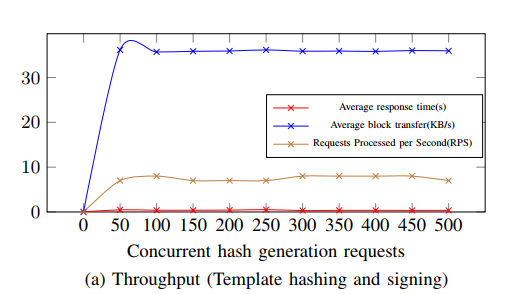 30
20
10
0
Average response time(s)
Average block transfer(KB/s)
Requests Processed per Second(RPS)
0 50 100 150 200 250 300 350 400 450 500
Concurrent hash generation requests
(a) Throughput (Template hashing and signing)